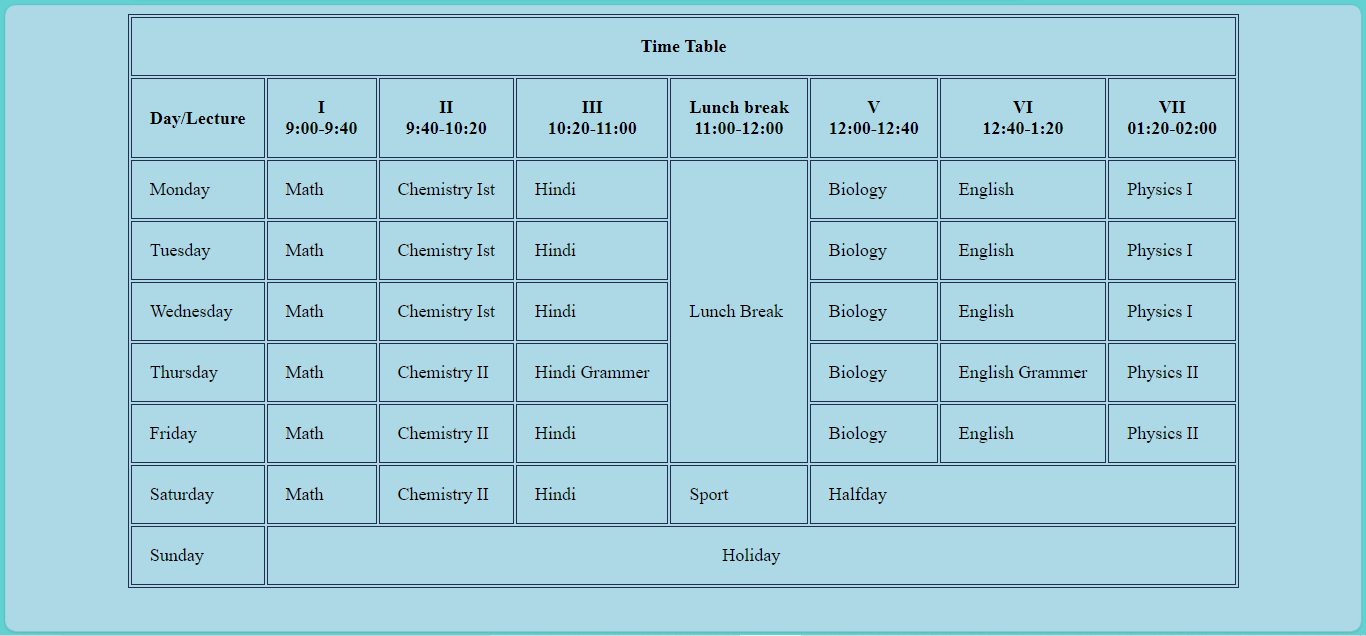 Time Table
Day/Lecture I 9:00-9:40 II 9:40-10:20 III 10:20-11:00 Lunch break 11:00-12:00 V 12:00-12:40 VI 12:40-1:20 VII 01:20-02:00
Monday Math Chemistry Ist Hindi Biology English Physics I
Tuesday Math Chemistry Ist Hindi Biology English Physics I
Wednesday Math Chemistry Ist Hindi Lunch Break Biology English Physics I
Thursday Math Chemistry II Hindi Grammer Biology English Grammer Physics II
Friday Math Chemistry II Hindi Biology English Physics II
Saturday Math Chemistry II Hindi Sport Halfday
Sunday Holiday